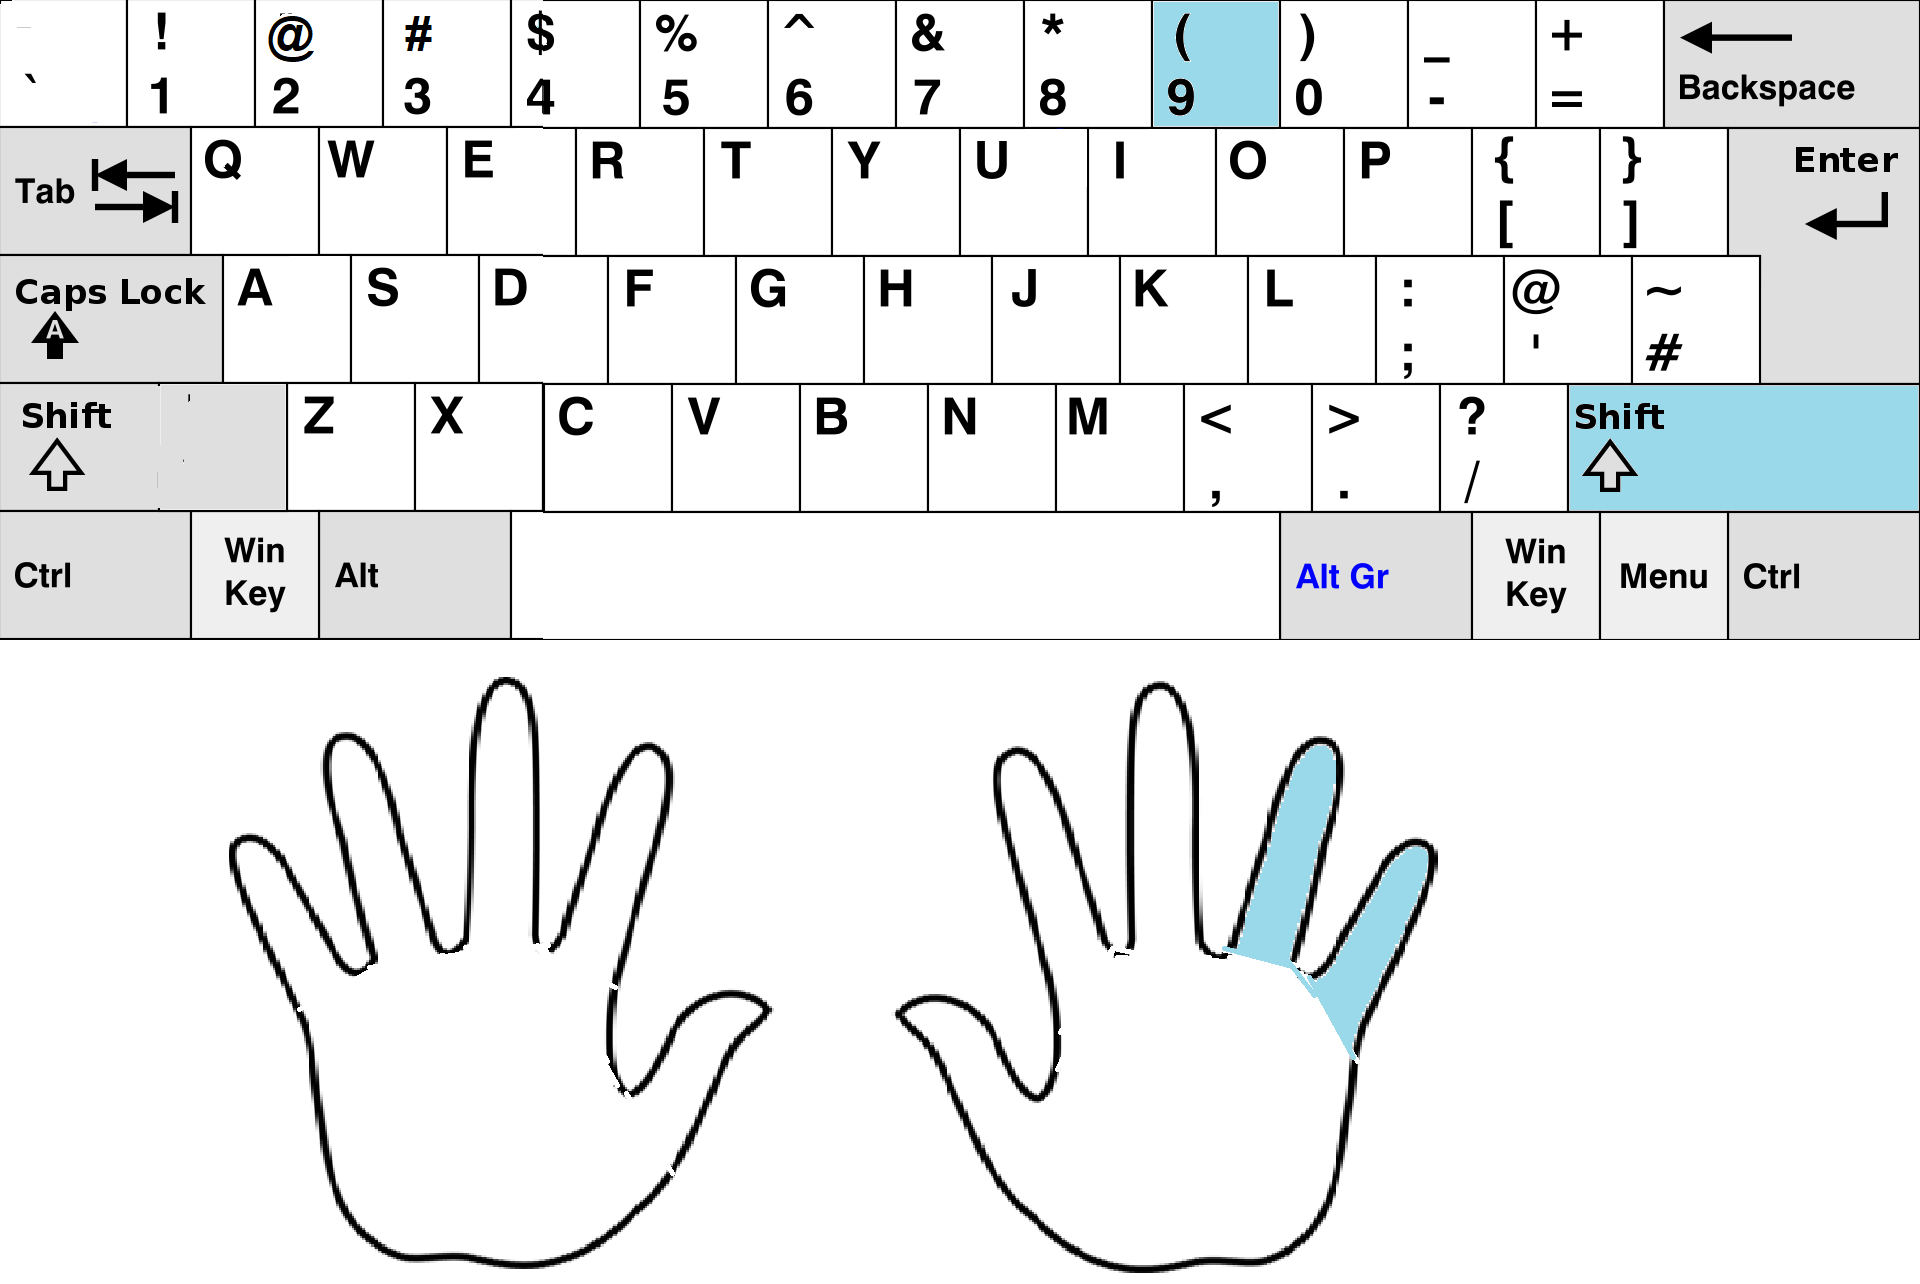 ! @ # $ % ^ & * ( ) _ +
` 1 2 3 4 5 6 7 8 9 0 - = Backspace
Tab Q W E R T Y U I O P { } Enter
[ ]
Caps Lock A S D F G H J K L : @ ~
A ; ' #
Shift Z X C V B N M < > ? Shift
, . /
Ctrl Win Key Alt Alt Gr Win Key Menu Ctrl